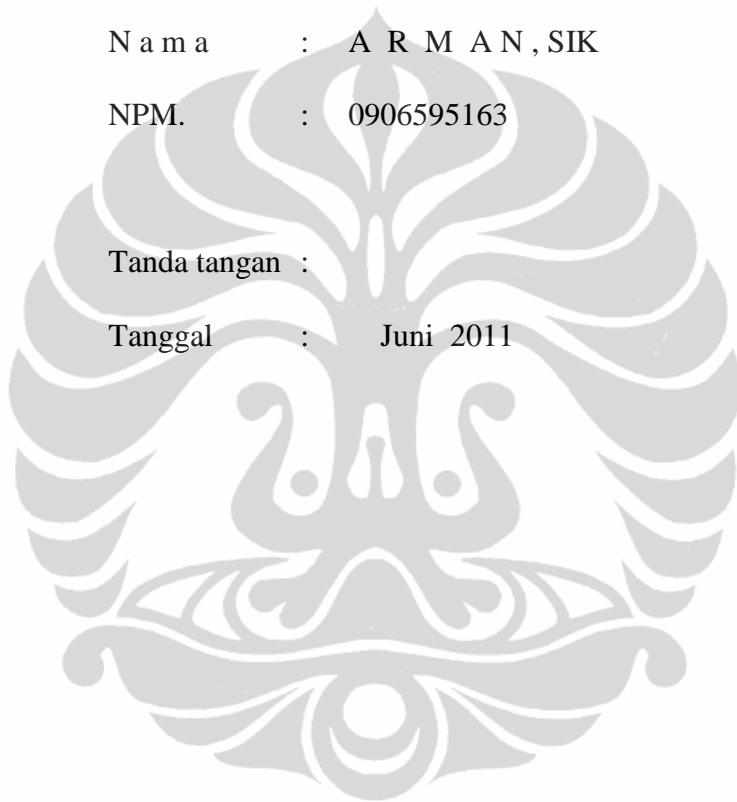 N a m a : A R M A N , SIK
NPM. : 0906595163
Tanda tangan :
Tanggal : Juni 2011